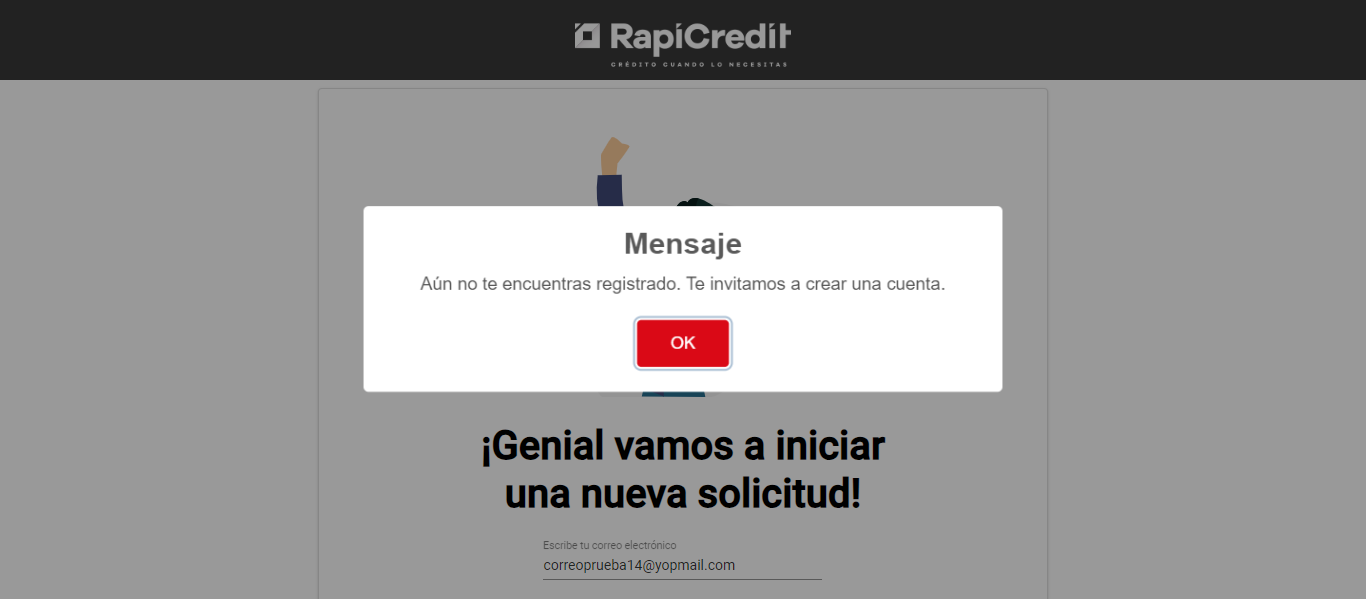 RapiCredit
CRÉDITO CUANDO LO NECESITAS
Mensaje
Aún no te encuentras registrado. Te invitamos a crear una cuenta.
OK
¡Genial vamos a iniciar
una nueva solicitud!
Escribe tu correo electrónico
correoprueba14@yopmail.com